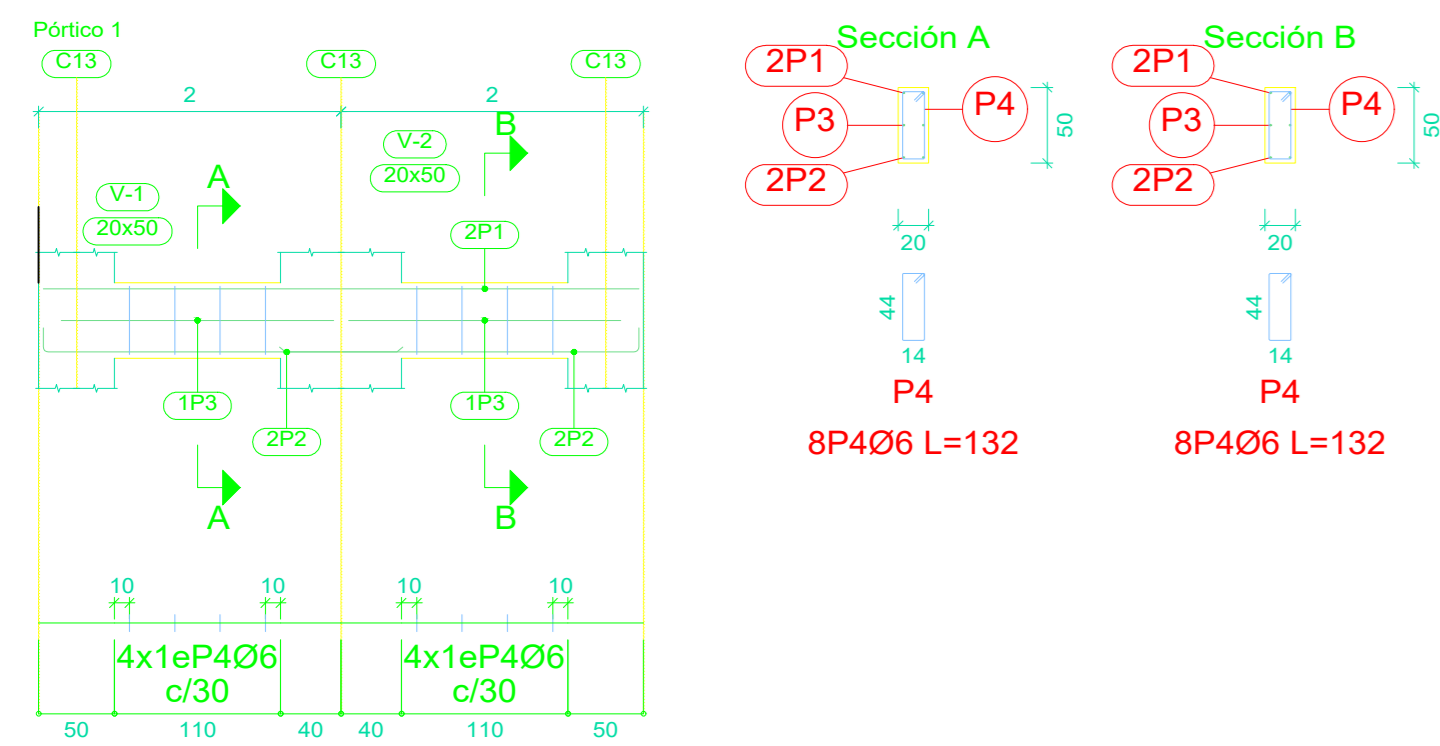 Pórtico 1
C13
C13
C13
2
2
B
V-2
20x50
A
V-1
20x50
2P1
1P3
1P3
2P2
2P2
A
B
10
10
10
10
4x1eP4Ø6
c/30
4x1eP4Ø6
c/30
50
110
40
40
110
50
Sección A
2P1
P3
P4
2P2
50
20
44
14
P4
8P4Ø6 L=132
Sección B
2P1
P3
P4
2P2
50
20
44
14
P4
8P4Ø6 L=132